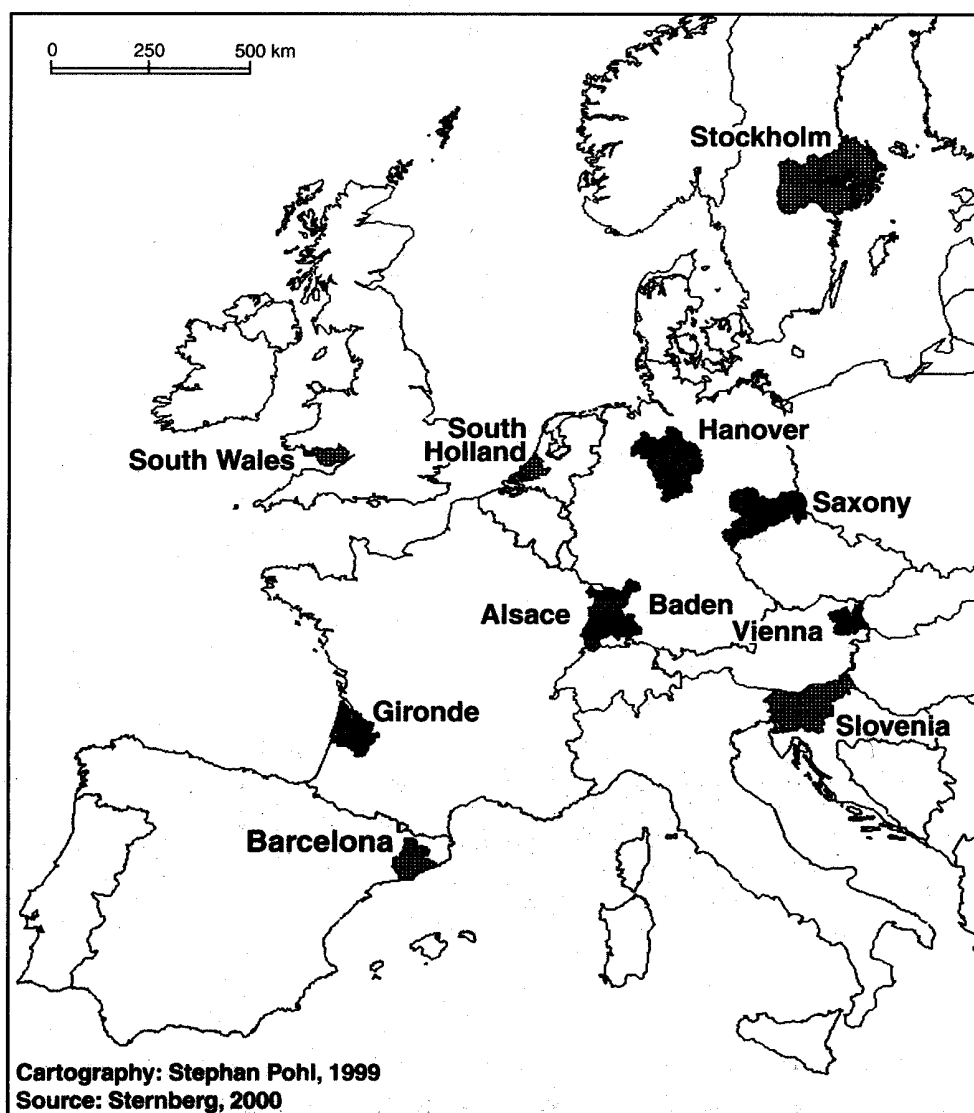 0 250 500 km
Stockholm
South
Holland
Hanover
South Wales
Saxony
Alsace
Baden
Vienna
Gironde
Slovenia
Barcelona
Cartography: Stephan Pohl, 1999
Source: Sternberg, 2000